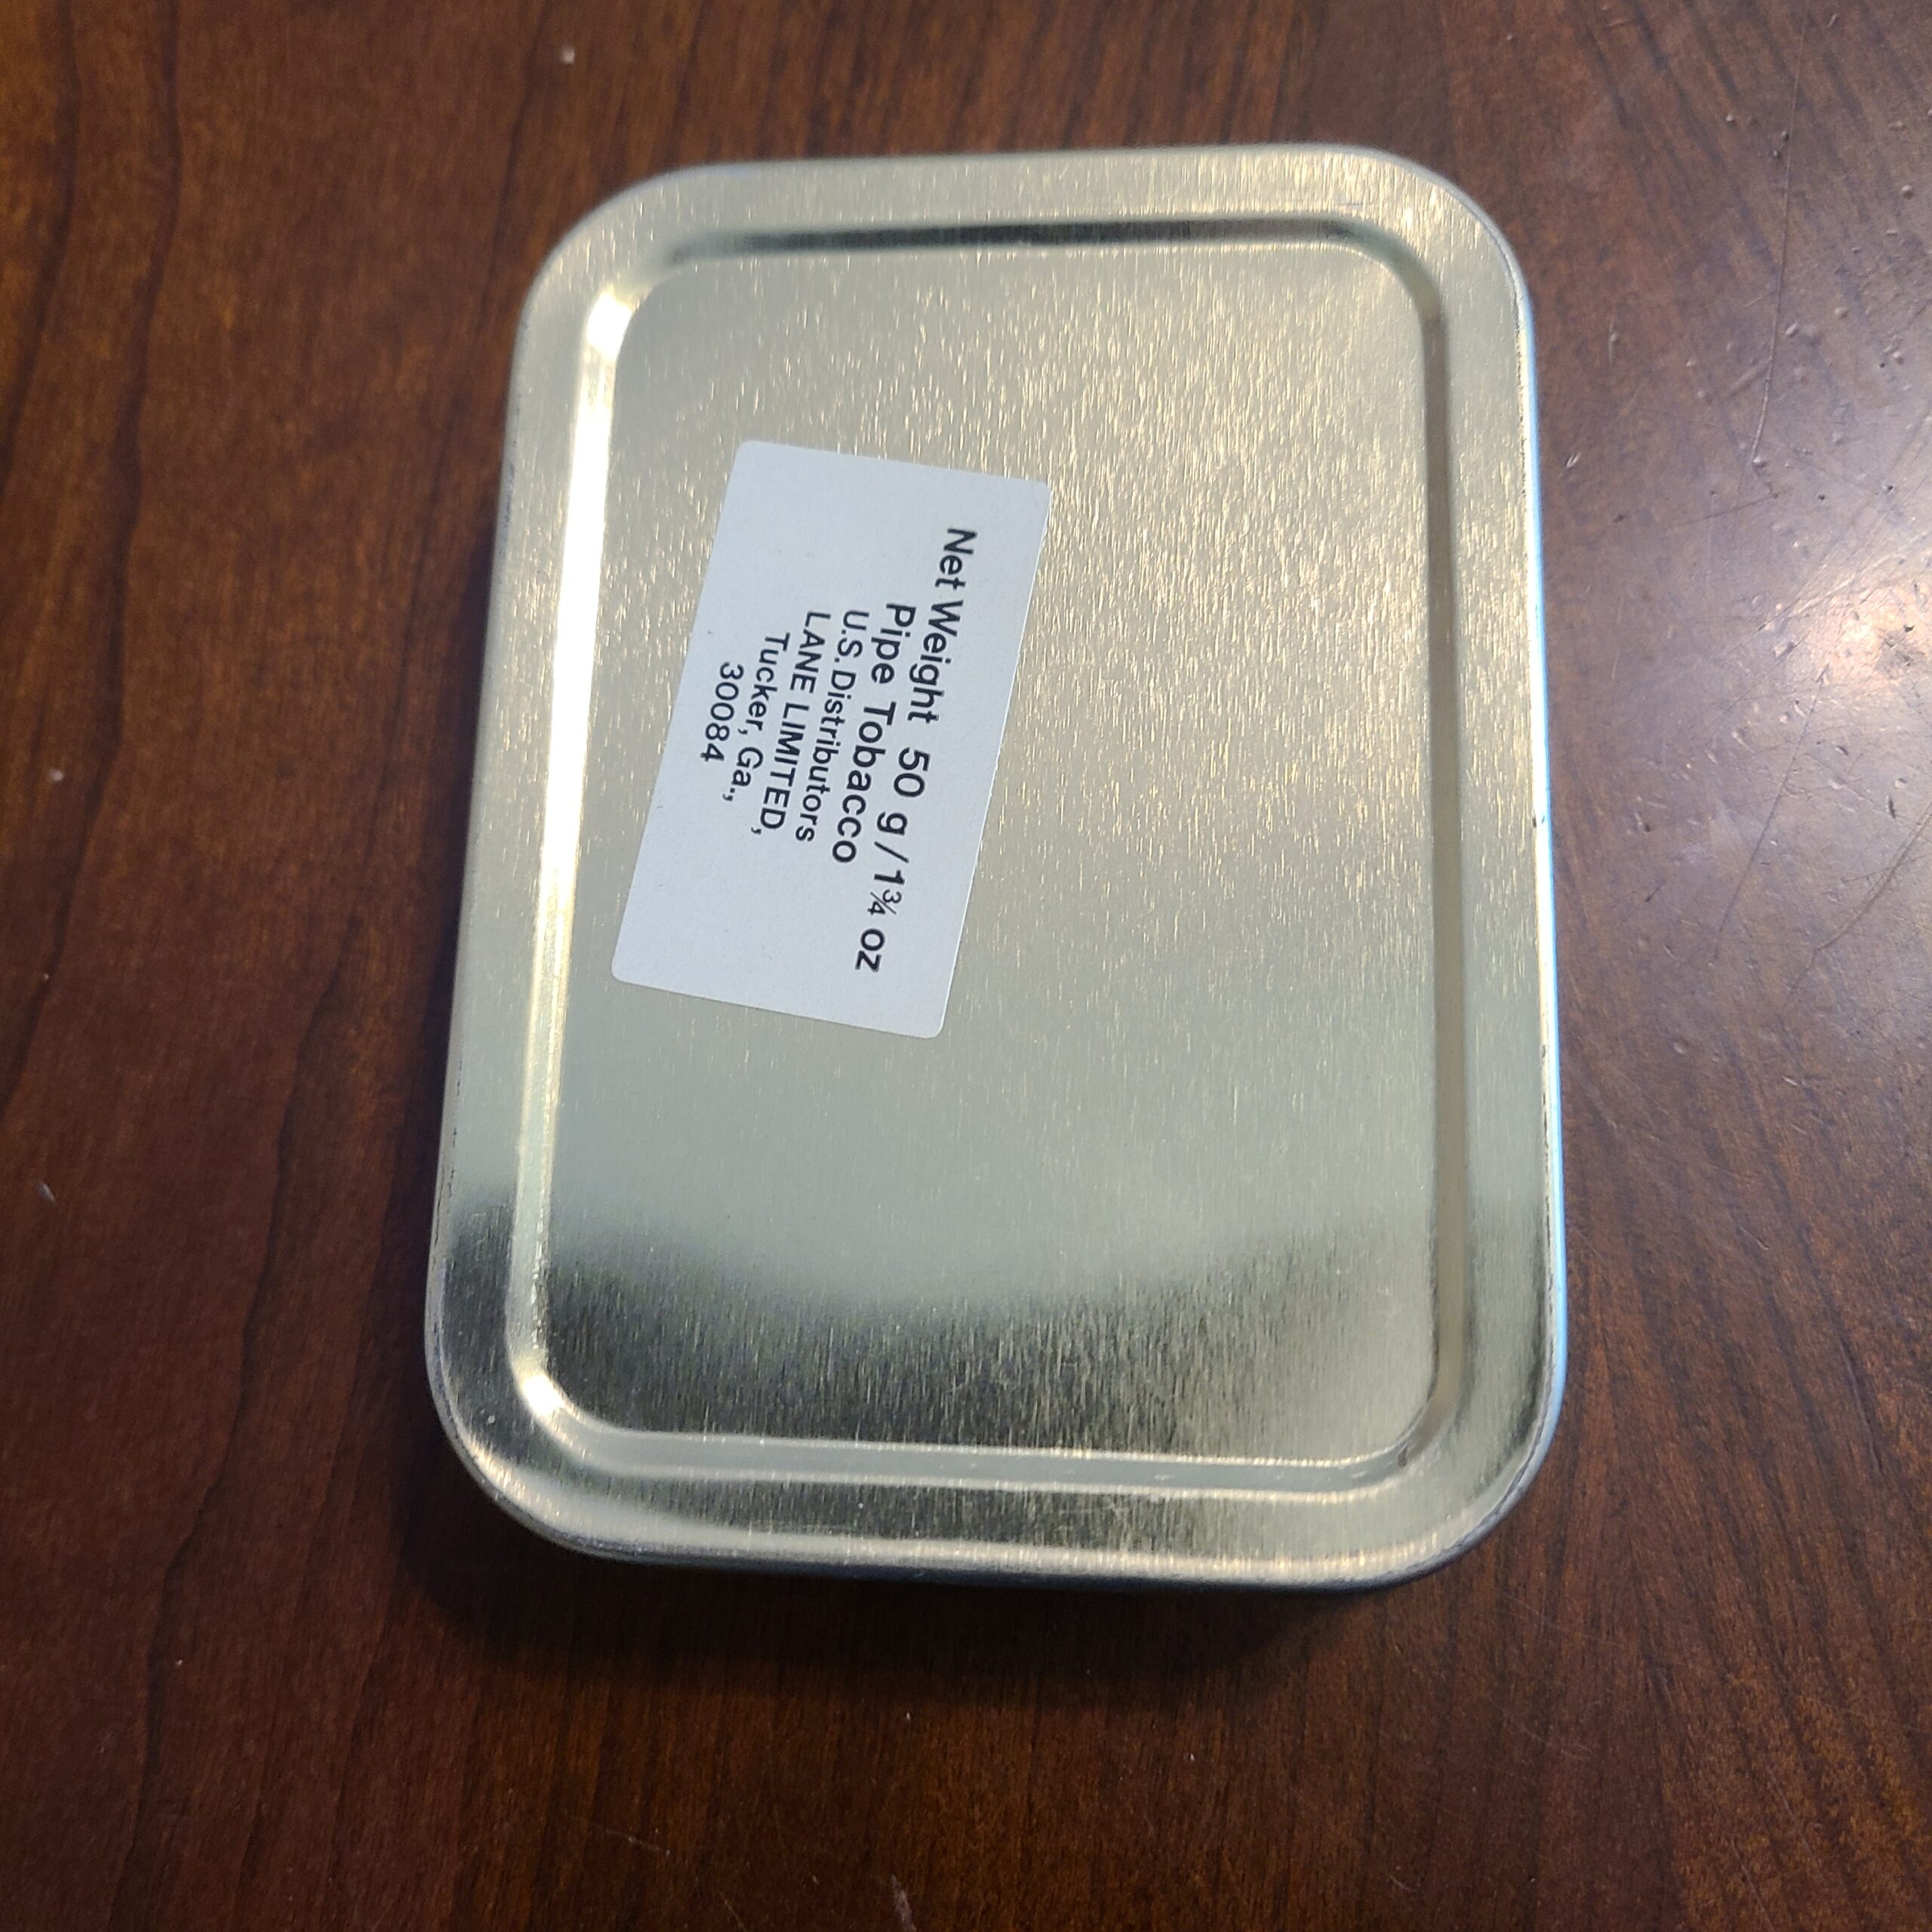 Net Weight 50 g / 1¾ oz
Pipe Tobacco
U.S. Distributors
LANE LIMITED,
Tucker, Ga.,
30084